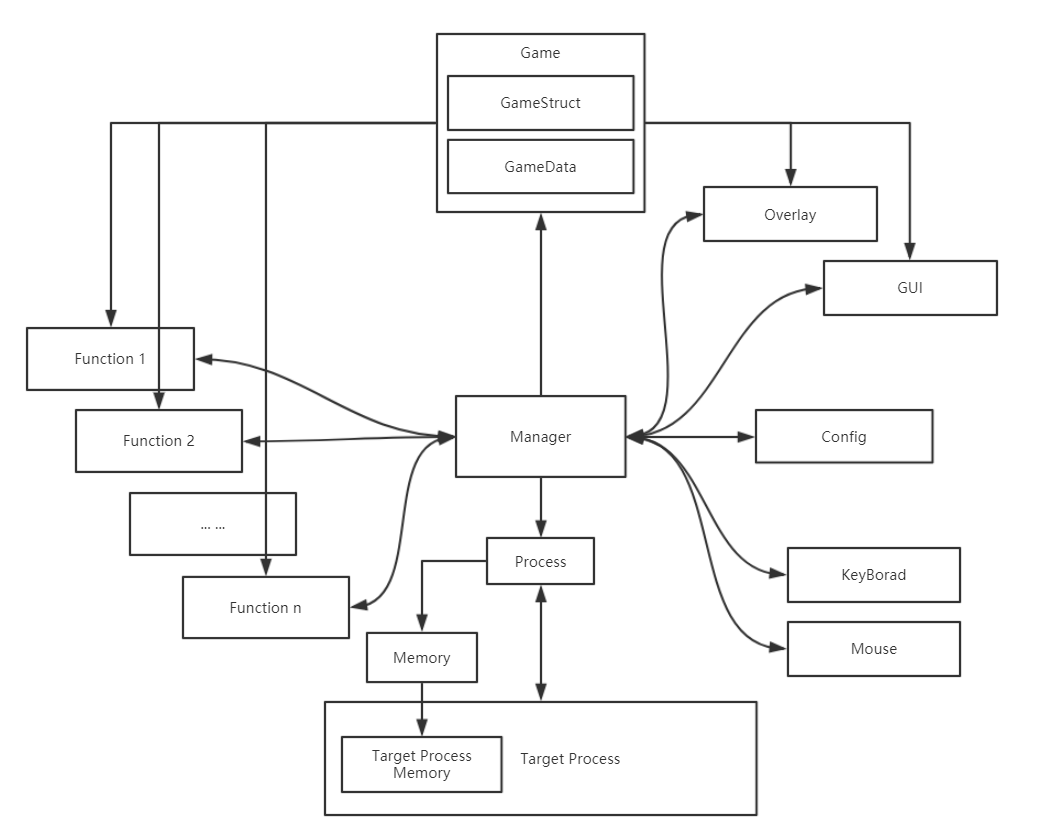 Game
GameStruct
GameData
Overlay
GUI
Function 1
Function 2
Manager
Config
... ...
Process
KeyBorad
Function n
Memory
Mouse
Target Process
Memory
Target Process